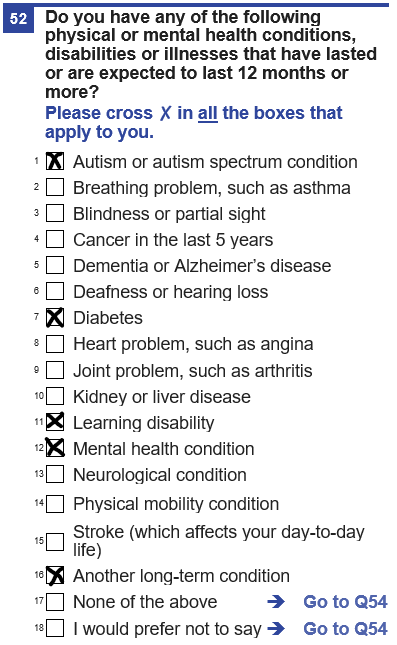 52 Do you have any of the following
physical or mental health conditions,
disabilities or illnesses that have lasted
or are expected to last 12 months or
more?
Please cross ✗ in all the boxes that
apply to you.
1 Autism or autism spectrum condition
2 Breathing problem, such as asthma
3 Blindness or partial sight
4 Cancer in the last 5 years
5 Dementia or Alzheimer’s disease
6 Deafness or hearing loss
7 Diabetes
8 Heart problem, such as angina
9 Joint problem, such as arthritis
10 Kidney or liver disease
11 Learning disability
12 Mental health condition
13 Neurological condition
14 Physical mobility condition
15 Stroke (which affects your day-to-day
life)
16 Another long-term condition
17 None of the above ➔ Go to Q54
18 I would prefer not to say ➔ Go to Q54